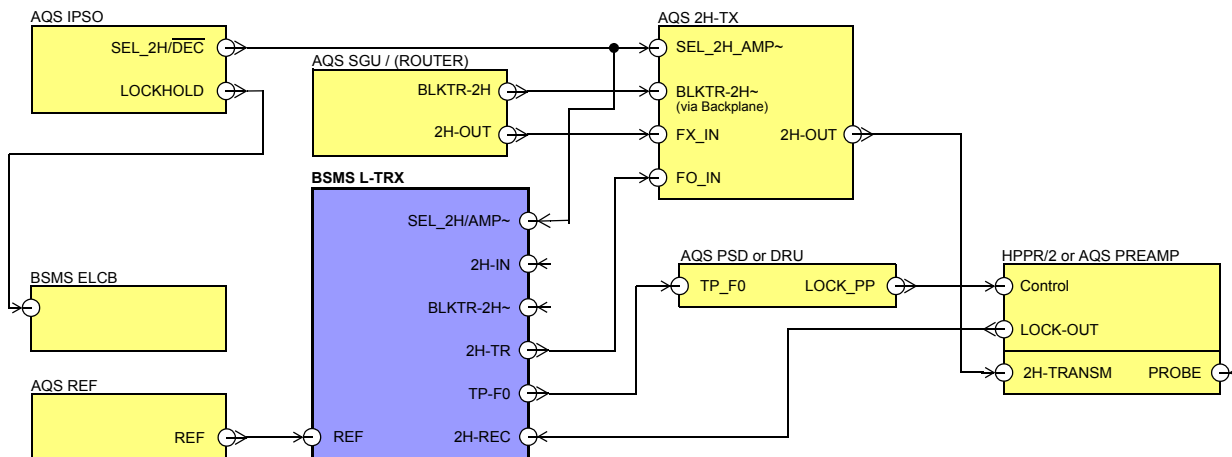 AQS IPSO
SEL_2H/DEC
LOCKHOLD
AQS SGU / (ROUTER)
BLKTR-2H
2H-OUT
AQS 2H-TX
SEL_2H_AMP~
BLKTR-2H~
(via Backplane)
FX_IN
2H-OUT
FO_IN
BSMS L-TRX
SEL_2H/AMP~
2H-IN
BLKTR-2H~
2H-TR
TP-F0
REF
2H-REC
BSMS ELCB
AQS REF
REF
AQS PSD or DRU
TP_F0
LOCK_PP
HPPR/2 or AQS PREAMP
Control
LOCK-OUT
2H-TRANSM
PROBE